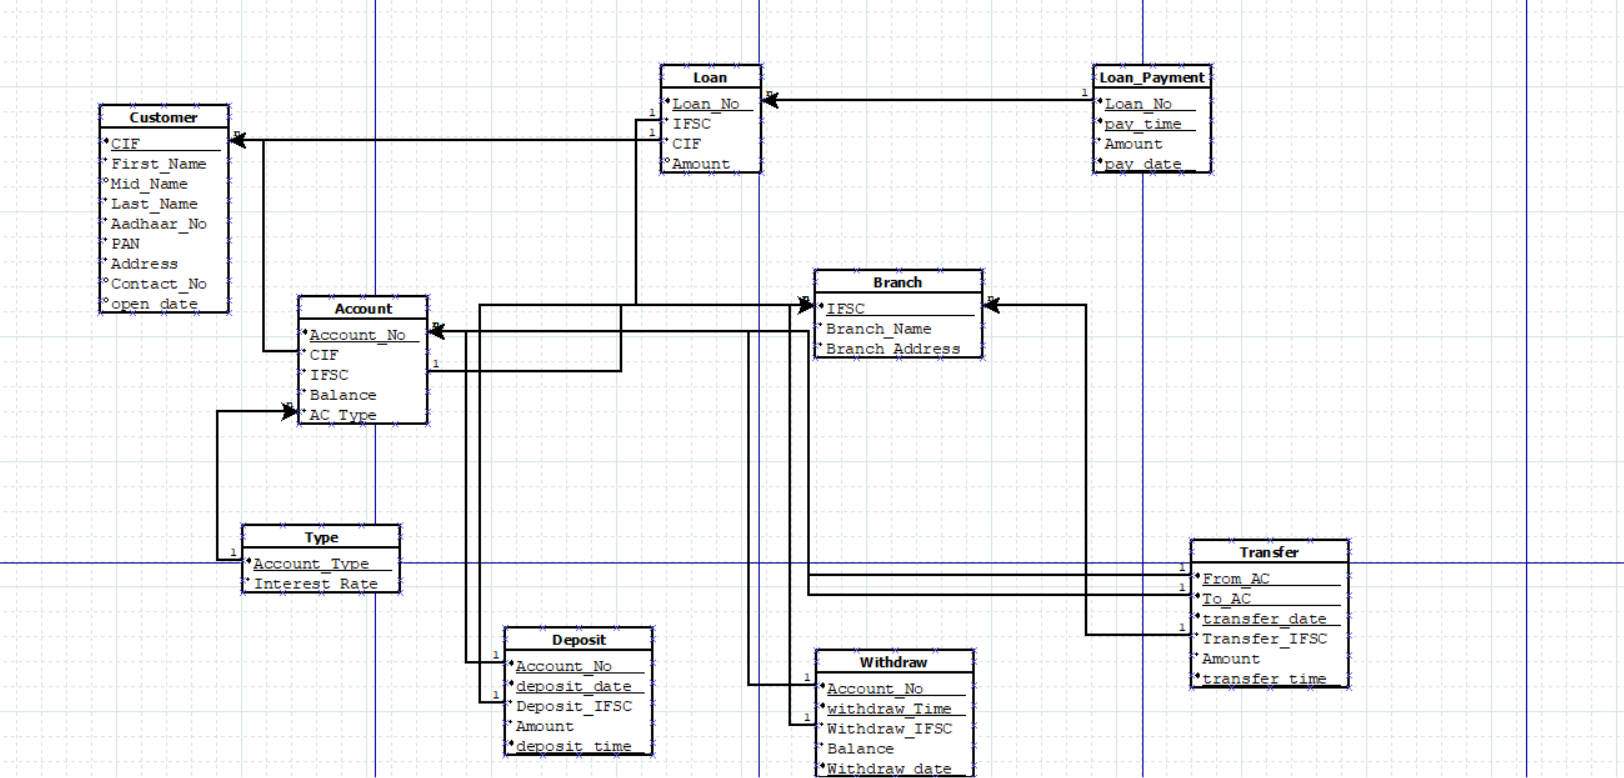 Customer
CIF
First_Name
Mid_Name
Last_Name
Aadhaar_No
PAN
Address
Contact_No
open_date
n
Loan
Loan_No
IFSC
CIF
Amount
1
1
n
Loan_Payment
Loan_No
pay_time
Amount
pay_date
1
Account
Account_No
CIF
IFSC
Balance
AC_Type
n
1
n
Branch
IFSC
Branch_Name
Branch_Address
n
n
Type
Account_Type
Interest_Rate
1
Deposit
Account_No
deposit_date
Deposit_IFSC
Amount
deposit_time
1
1
Withdraw
Account_No
withdraw_Time
Withdraw_IFSC
Balance
Withdraw_date
1
1
Transfer
From_AC
To_AC
transfer_date
Transfer_IFSC
Amount
transfer_time
1
1
1